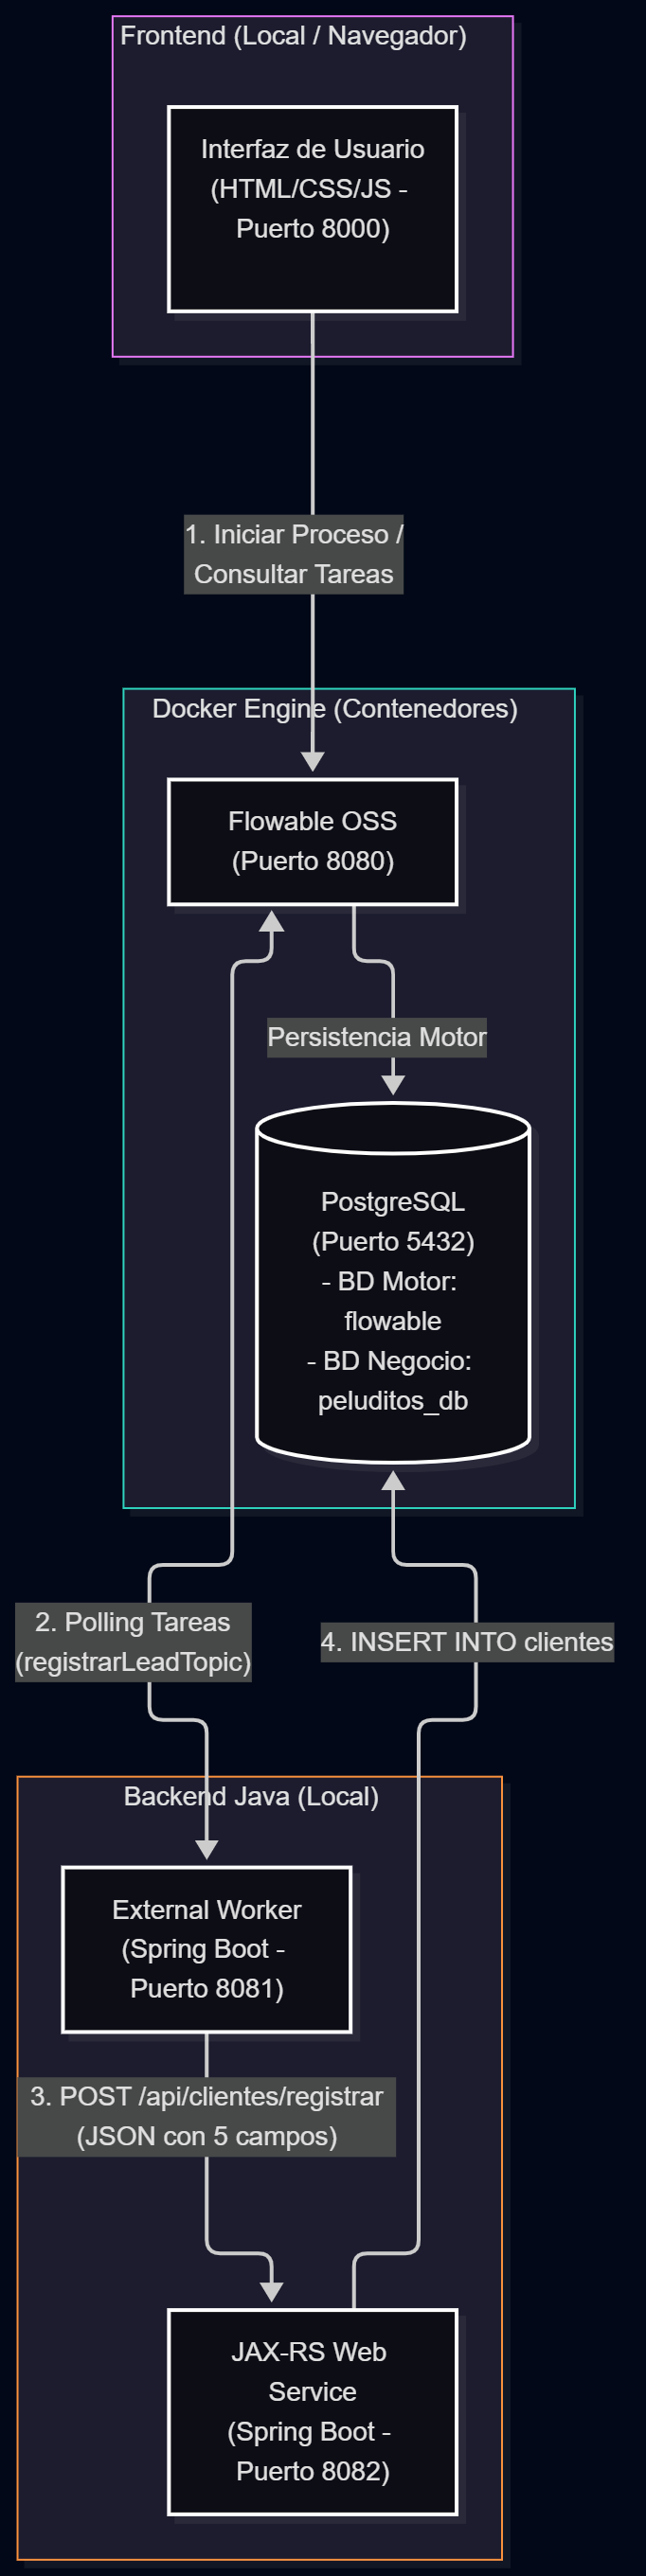 Frontend (Local / Navegador)
Interfaz de Usuario
(HTML/CSS/JS -
Puerto 8000)
1. Iniciar Proceso /
Consultar Tareas
Docker Engine (Contenedores)
Flowable OSS
(Puerto 8080)
Persistencia Motor
PostgreSQL
(Puerto 5432)
- BD Motor:
flowable
- BD Negocio:
peluditos_db
2. Polling Tareas
(registrarLeadTopic)
4. INSERT INTO clientes
Backend Java (Local)
External Worker
(Spring Boot -
Puerto 8081)
3. POST /api/clientes/registrar
(JSON con 5 campos)
JAX-RS Web
Service
(Spring Boot -
Puerto 8082)